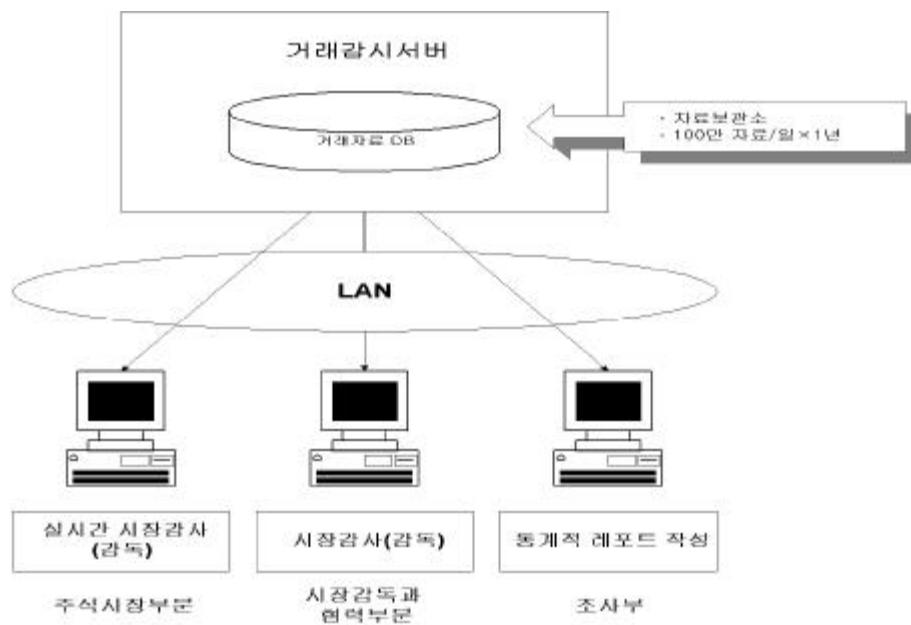 거래감시서버
거래자료 DB
· 자료보관소
· 100만 자료/일×1년
LAN
실시간 시장감사
(감독)
시장감사(감독)
통계적 레포트 작성
주식시장부문
시장감독과
협력부문
조사부